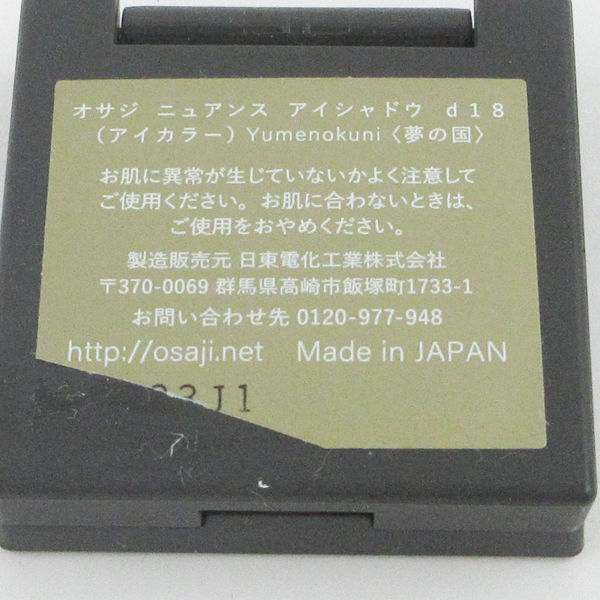 オサジ ニュアンス アイシャドウ d18
(アイカラー) Yumenokuni〈夢の国〉
お肌に異常が生じていないかよく注意して
ご使用ください。お肌に合わないときは、
ご使用をおやめください。
製造販売元 日東電化工業株式会社
〒370-0069 群馬県高崎市飯塚町1733-1
お問い合わせ先 0120-977-948
http://osaji.net Made in JAPAN